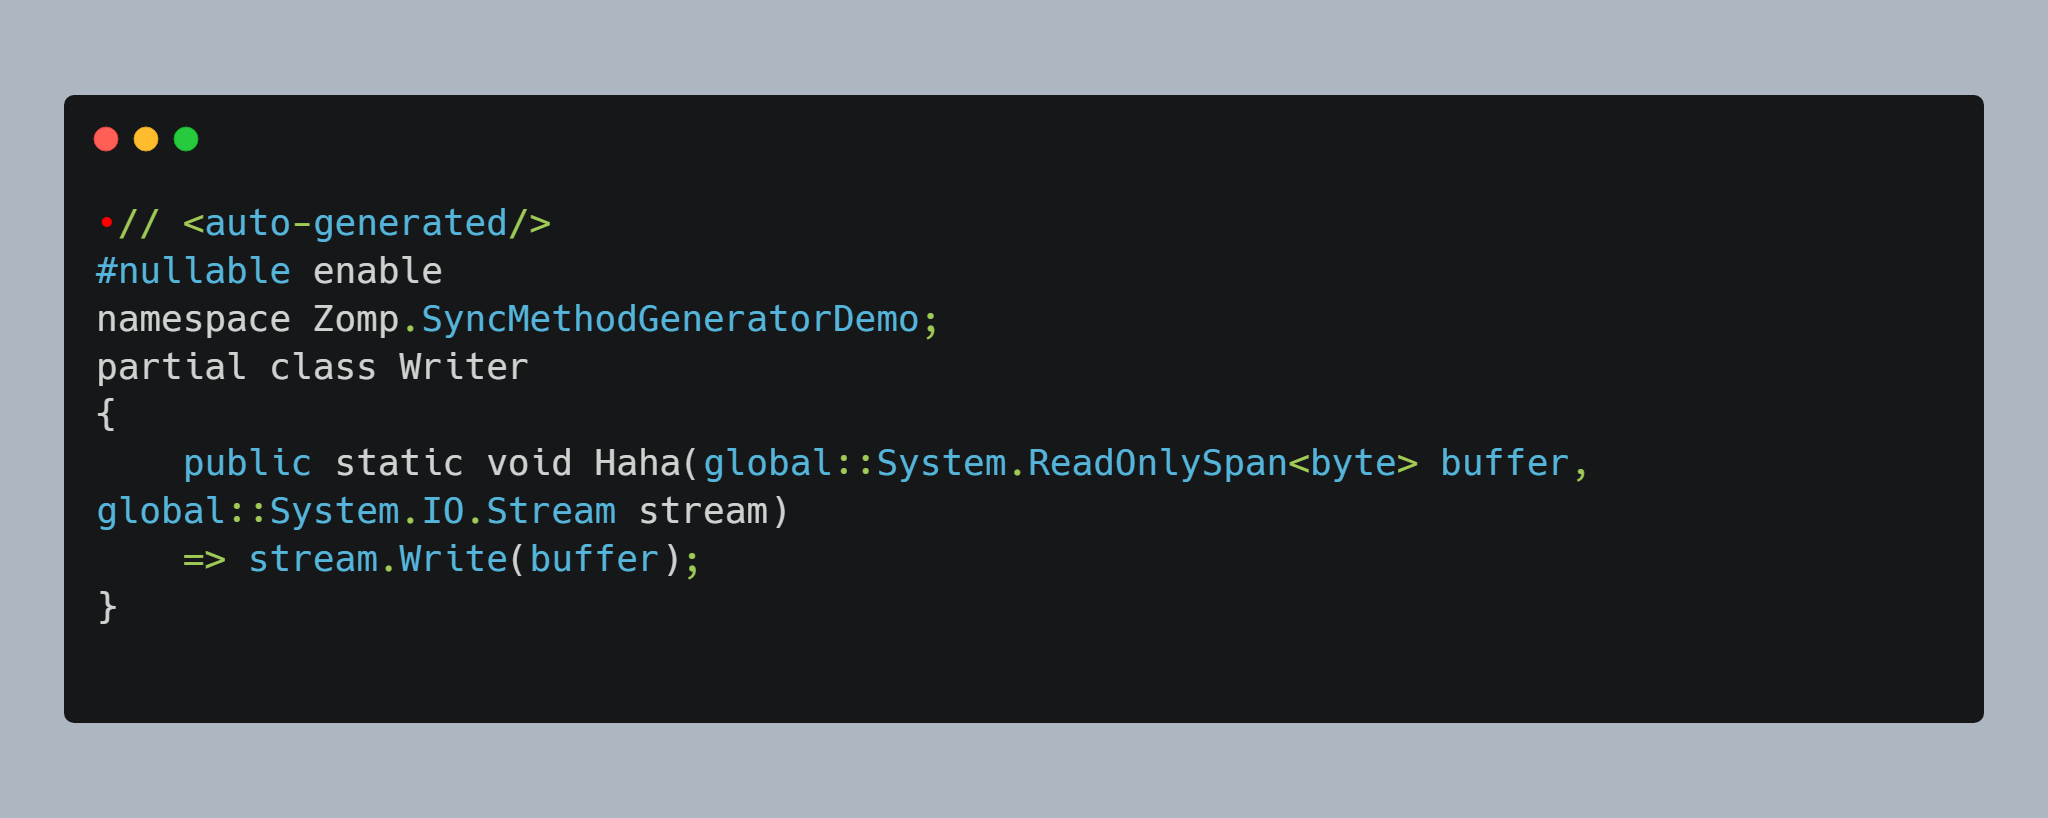 •// <auto-generated/>
#nullable enable
namespace Zomp.SyncMethodGeneratorDemo;
partial class Writer
{
    public static void Haha(global::System.ReadOnlySpan<byte> buffer,
global::System.IO.Stream stream)
    => stream.Write(buffer);
}